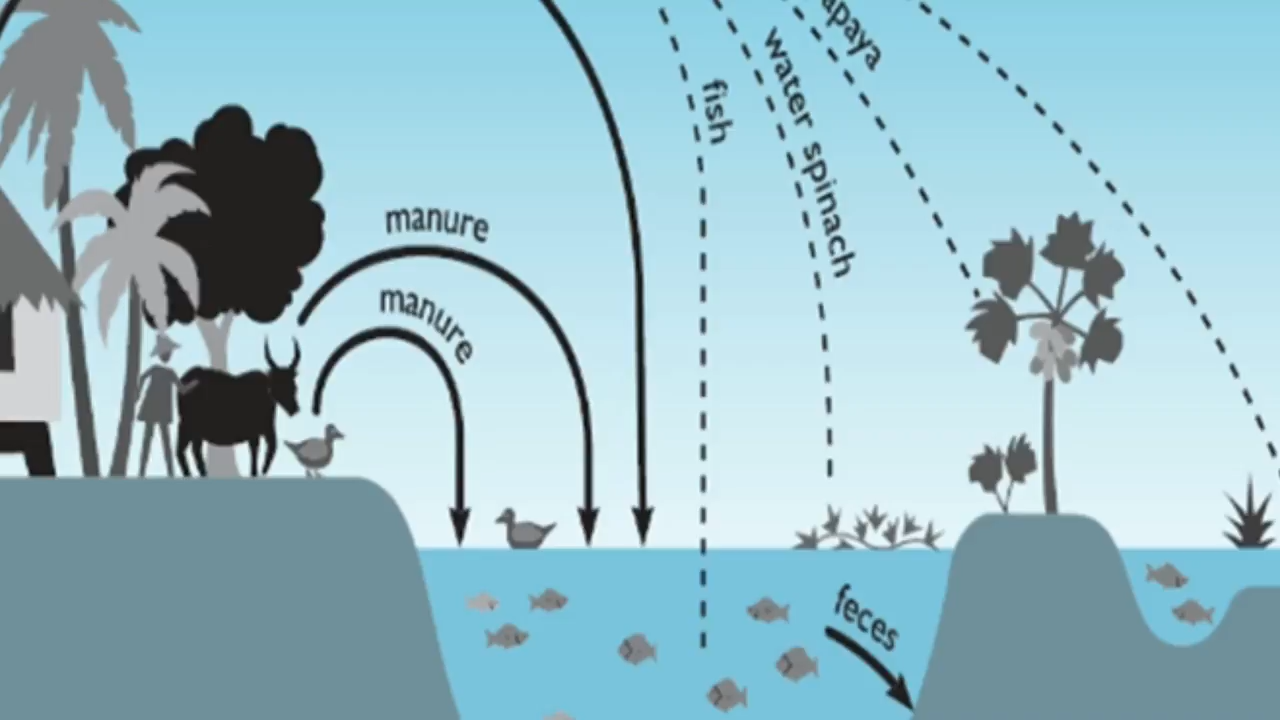 apaya
water spinach
fish
manure
manure
feces